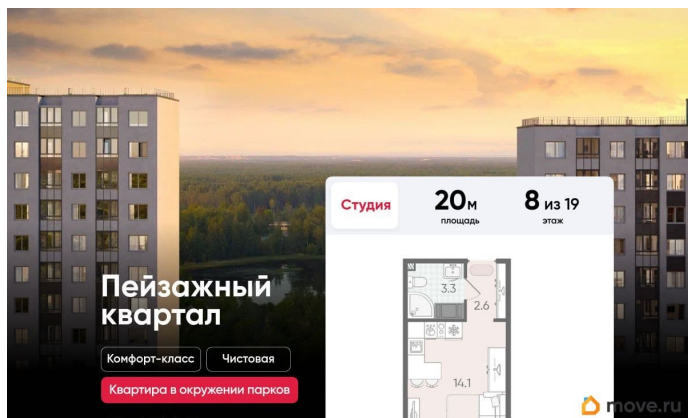 Студия
20м
площадь
8 из 19
этаж
3.3
2.6
14.1
Пейзажный
квартал
Комфорт-класс
Чистовая
Квартира в окружении парков
move.ru